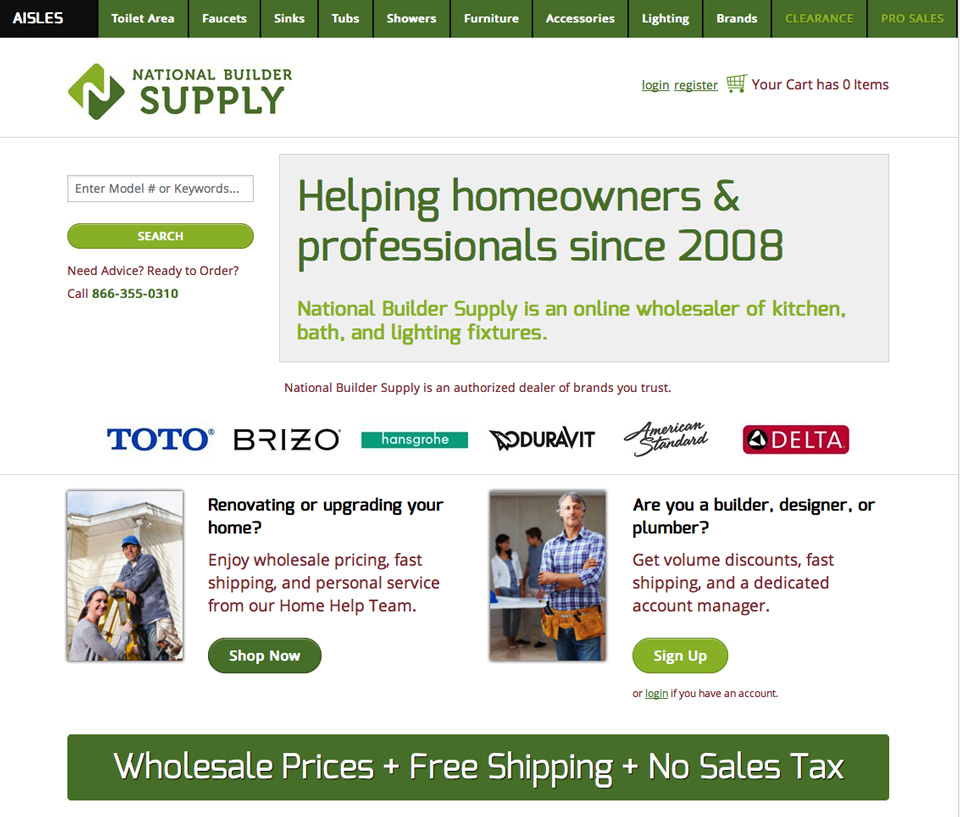 AISLES
Toilet Area
Faucets
Sinks
Tubs
Showers
Furniture
Accessories
Lighting
Brands
CLEARANCE
PRO SALES
NATIONAL BUILDER
SUPPLY
login register Your Cart has 0 Items
Enter Model # or Keywords...
SEARCH
Need Advice? Ready to Order?
Call 866-355-0310
Helping homeowners &
professionals since 2008
National Builder Supply is an online wholesaler of kitchen,
bath, and lighting fixtures.
National Builder Supply is an authorized dealer of brands you trust.
TOTO®
BRIZO®
hansgrohe
DURAVIT
American
Standard
DELTA
Renovating or upgrading your
home?
Enjoy wholesale pricing, fast
shipping, and personal service
from our Home Help Team.
Shop Now
Are you a builder, designer, or
plumber?
Get volume discounts, fast
shipping, and a dedicated
account manager.
Sign Up
or login if you have an account.
Wholesale Prices + Free Shipping + No Sales Tax